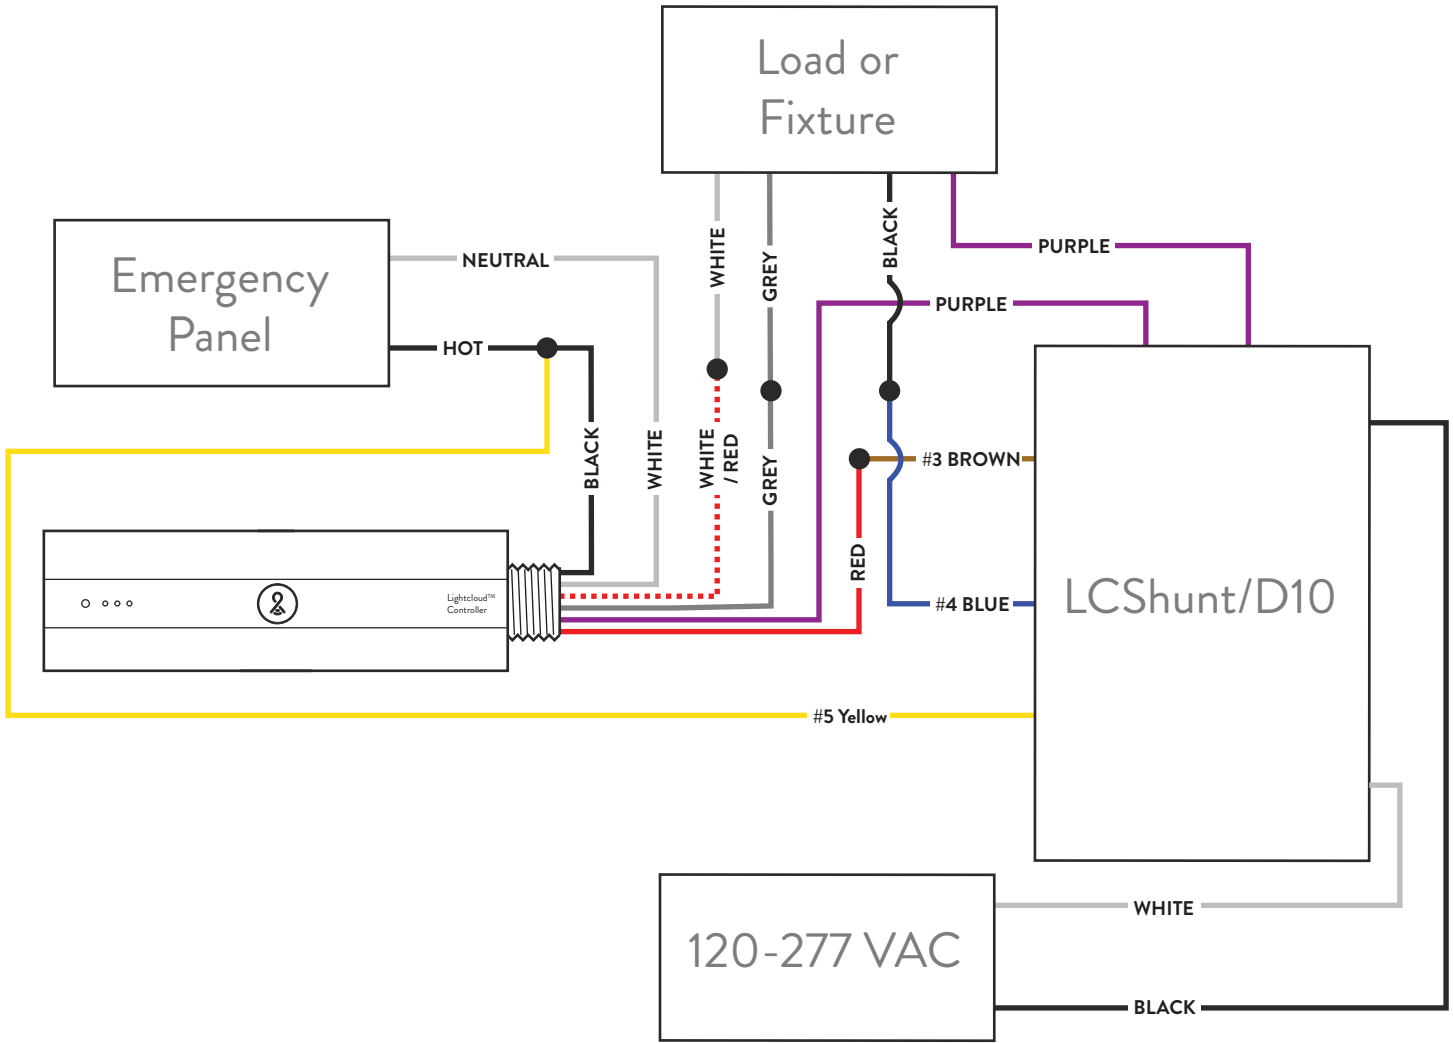 Load or
Fixture
Emergency
Panel
NEUTRAL
HOT
WHITE
GREY
BLACK
PURPLE
PURPLE
BLACK
WHITE
WHITE
/ RED
GREY
#3 BROWN
RED
#4 BLUE
LCShunt/D10
Lightcloud™
Controller
#5 Yellow
120-277 VAC
WHITE
BLACK